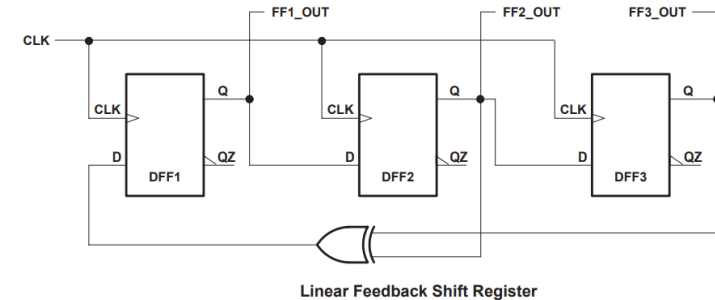 FF1_OUT FF2_OUT FF3_OUT
CLK
Q Q Q
CLK CLK CLK
D QZ D QZ D QZ
DFF1 DFF2 DFF3
Linear Feedback Shift Register